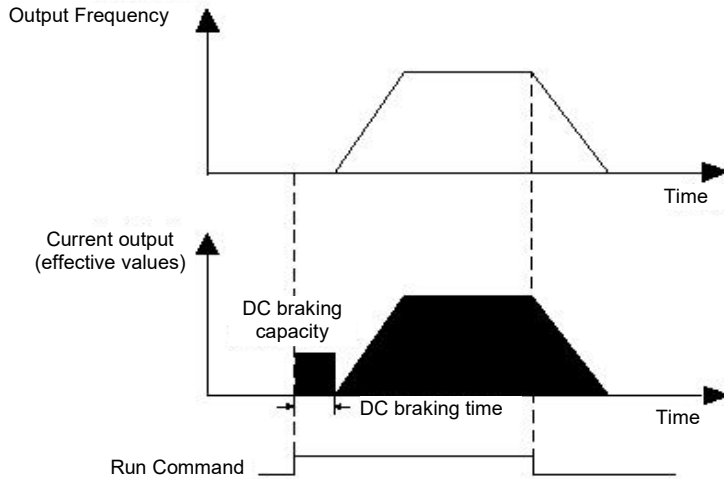 Output Frequency
Time
Current output
(effective values)
DC braking
capacity
DC braking time
Time
Run Command